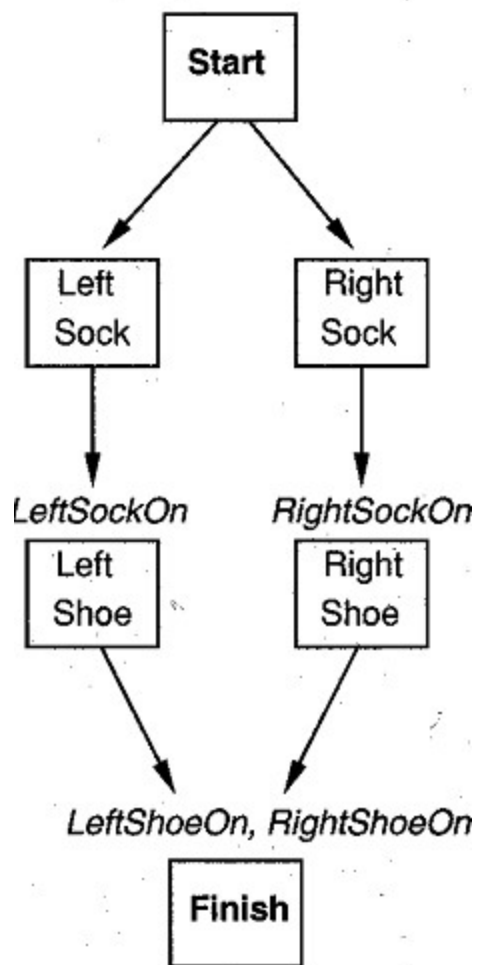 Start
Left
Sock
Right
Sock
LeftSockOn
RightSockOn
Left
Shoe
Right
Shoe
LeftShoeOn, RightShoeOn
Finish